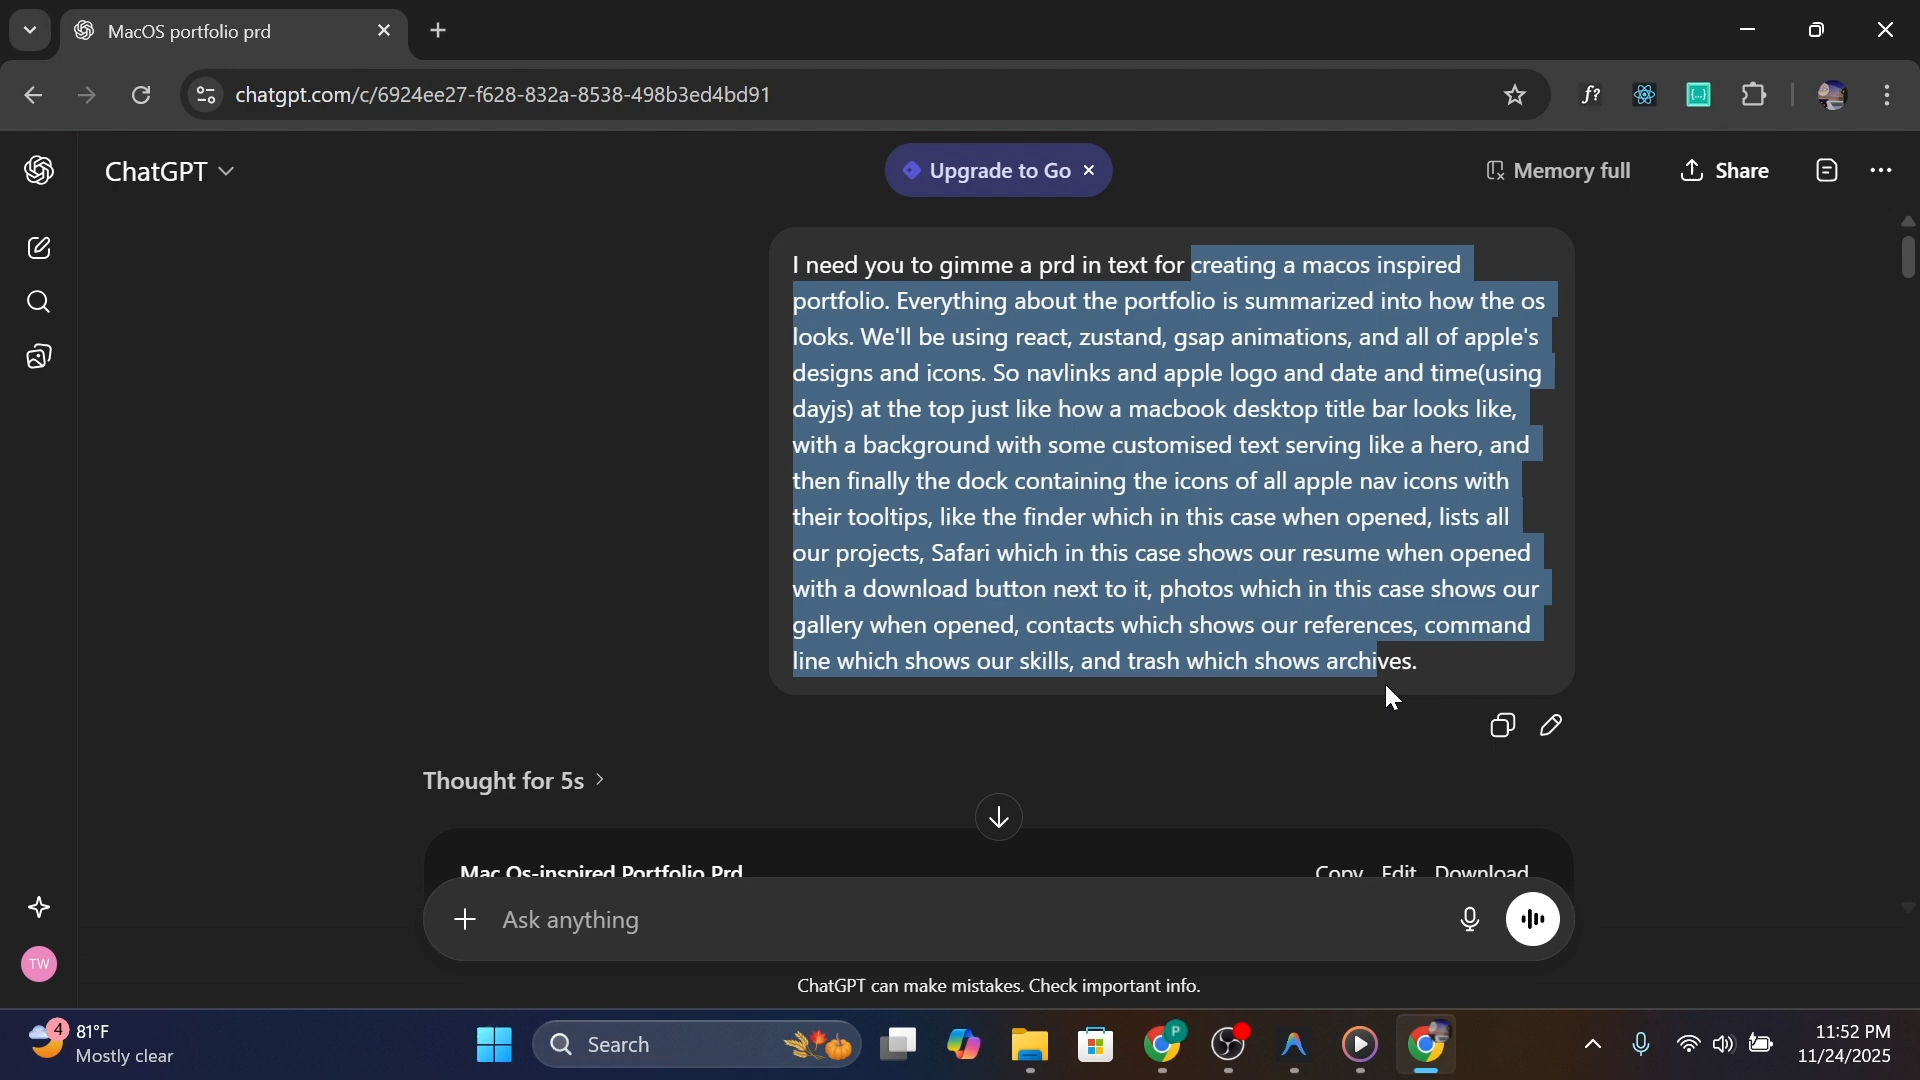 MacOS portfolio prd
chatgpt.com/c/6924ee27-f628-832a-8538-498b3ed4bd91
f?
{...}
ChatGPT
Upgrade to Go
Memory full
Share
I need you to gimme a prd in text for creating a macos inspired
portfolio. Everything about the portfolio is summarized into how the os
looks. We'll be using react, zustand, gsap animations, and all of apple's
designs and icons. So navlinks and apple logo and date and time(using
dayjs) at the top just like how a macbook desktop title bar looks like,
with a background with some customised text serving like a hero, and
then finally the dock containing the icons of all apple nav icons with
their tooltips, like the finder which in this case when opened, lists all
our projects, Safari which in this case shows our resume when opened
with a download button next to it, photos which in this case shows our
gallery when opened, contacts which shows our references, command
line which shows our skills, and trash which shows archives.
Thought for 5s
Mac Os-inspired Portfolio Prd
Copy Edit Download
Ask anything
TW
ChatGPT can make mistakes. Check important info.
4
81°F
Mostly clear
Search
P
11:52 PM
11/24/2025